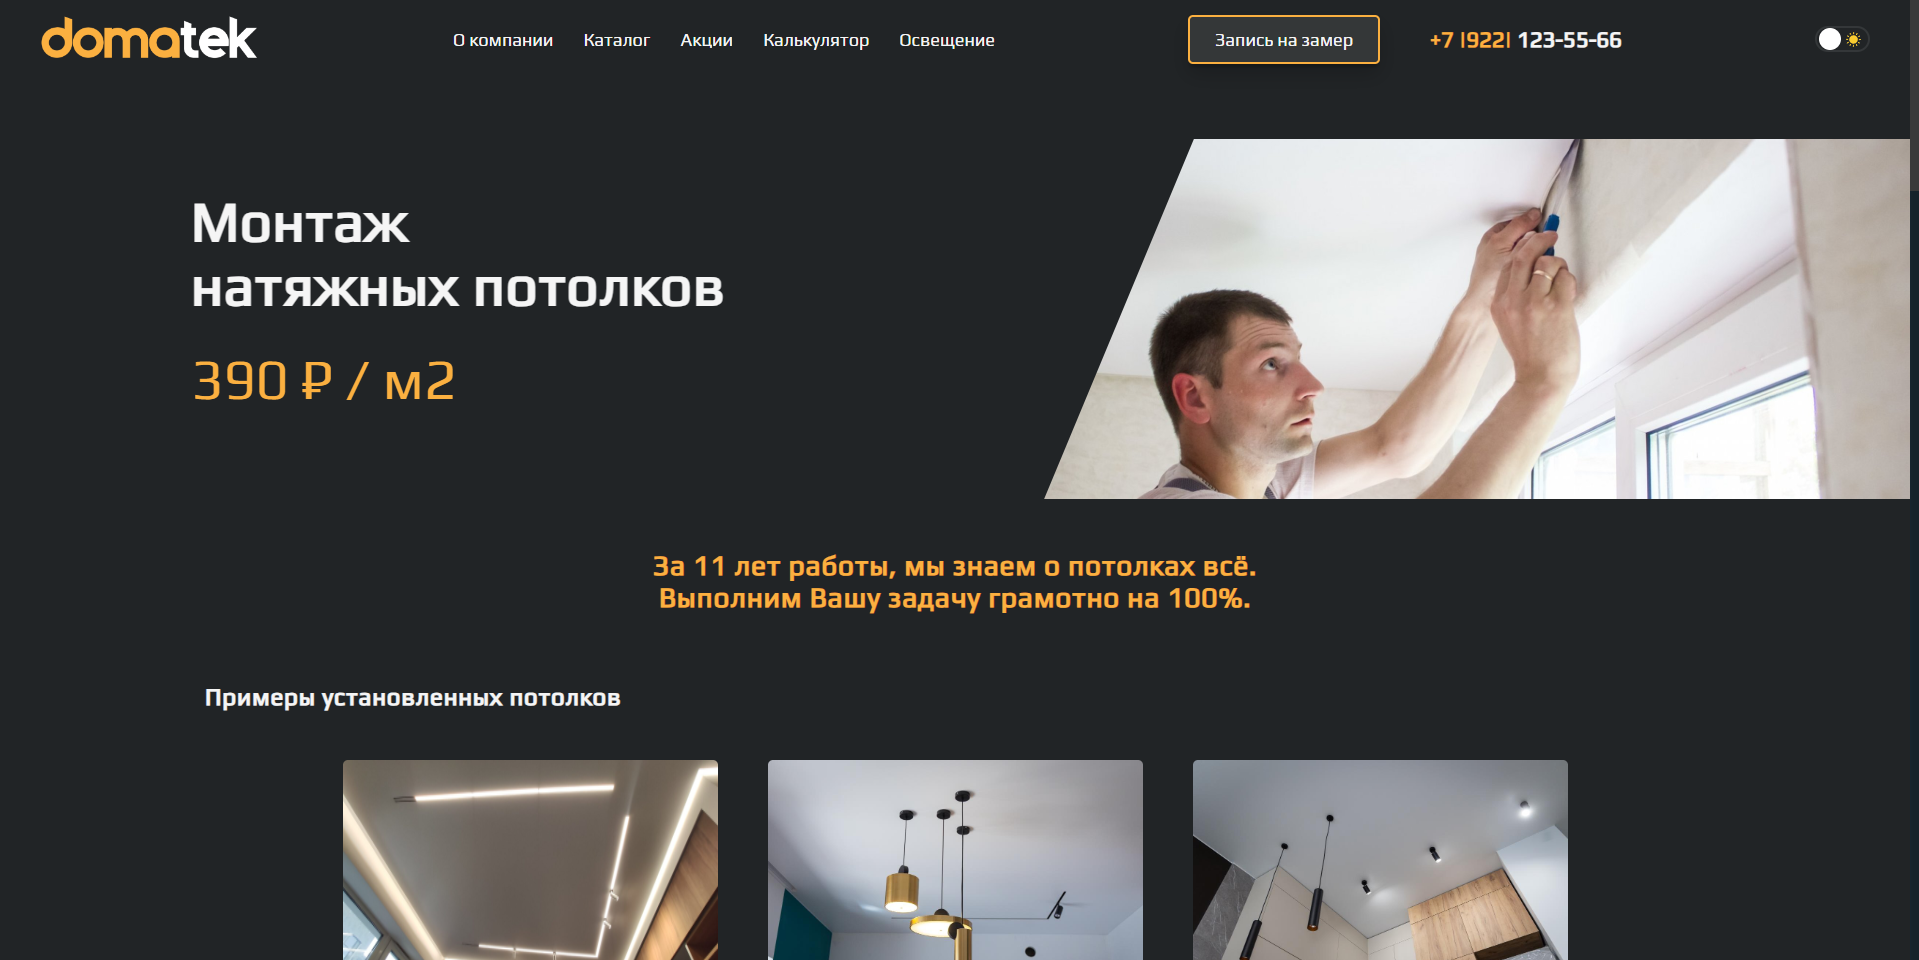 domatek
О компании Каталог Акции Калькулятор Освещение
Запись на замер
+7 |922| 123-55-66
Монтаж
натяжных потолков
390 ₽ / м2
За 11 лет работы, мы знаем о потолках всё.
Выполним Вашу задачу грамотно на 100%.
Примеры установленных потолков